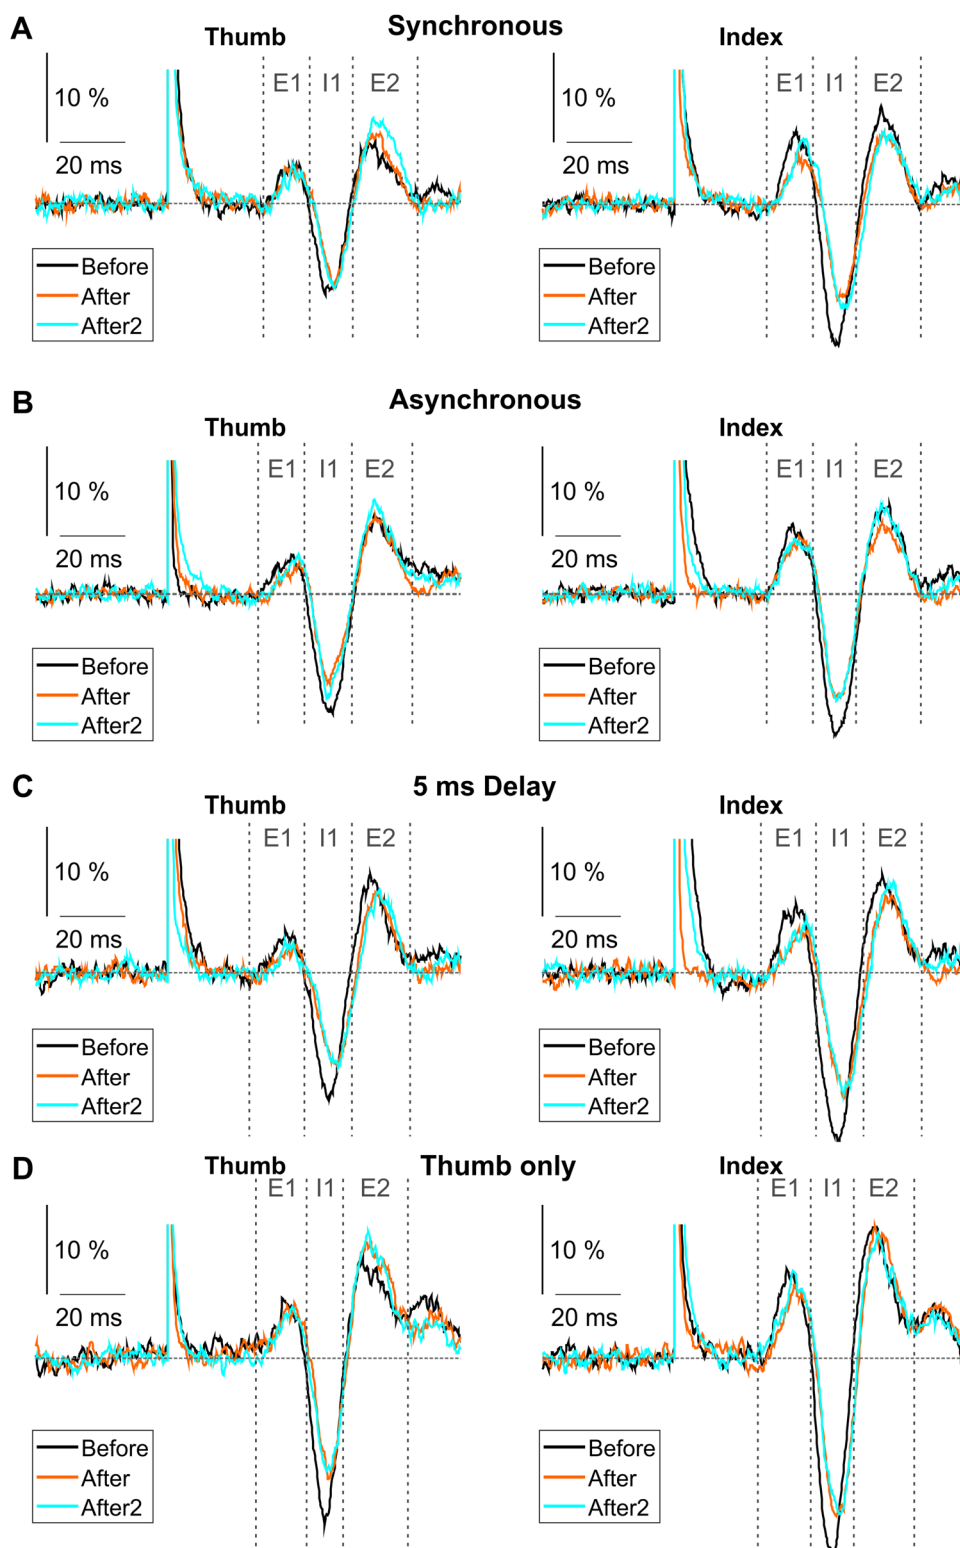 A
Synchronous
Thumb
Index
E1 I1 E2
E1 I1 E2
10 %
20 ms
10 %
20 ms
Before
After
After2
Before
After
After2
B
Asynchronous
Thumb
Index
E1 I1 E2
E1 I1 E2
10 %
20 ms
10 %
20 ms
Before
After
After2
Before
After
After2
C
5 ms Delay
Thumb
Index
E1 I1 E2
E1 I1 E2
10 %
20 ms
10 %
20 ms
Before
After
After2
Before
After
After2
D
Thumb only
Thumb
Index
E1 I1 E2
E1 I1 E2
10 %
20 ms
10 %
20 ms
Before
After
After2
Before
After
After2